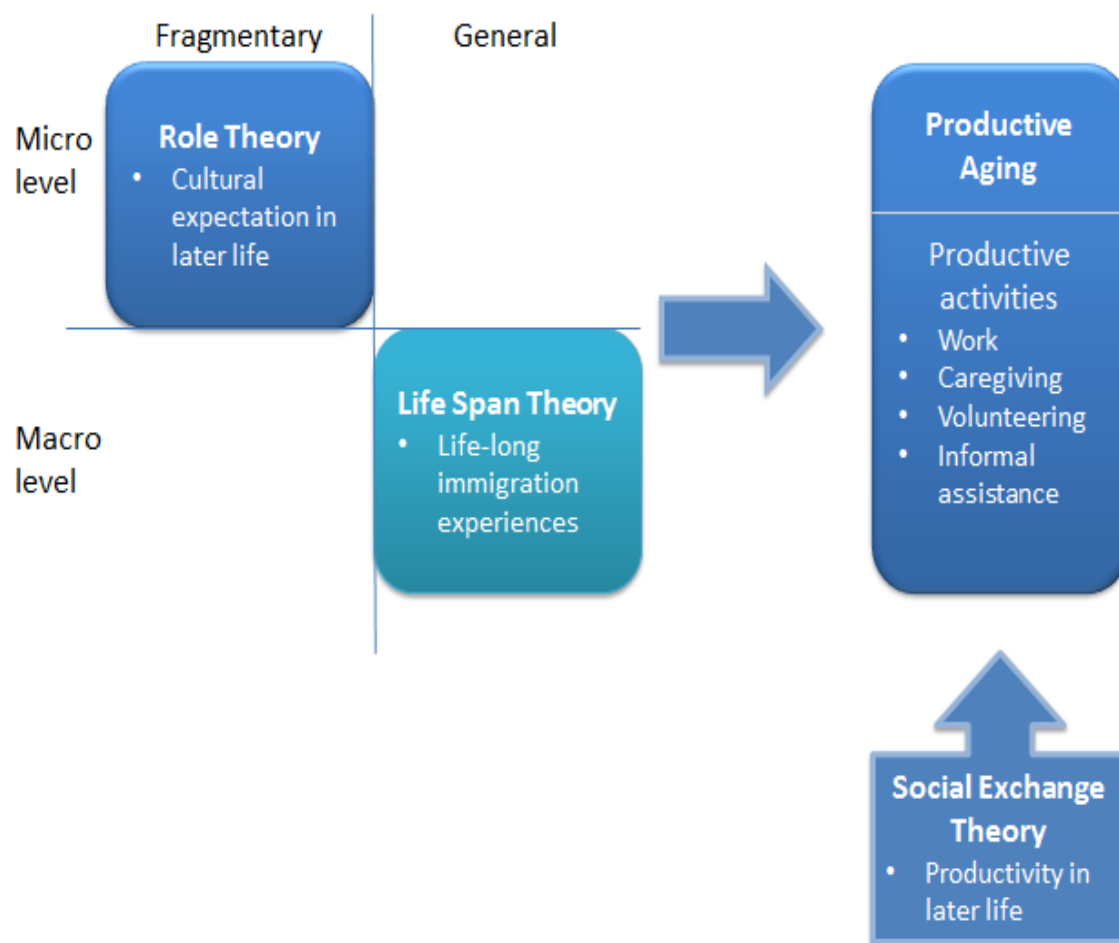 Fragmentary
General
Micro
level
Role Theory
• Cultural
expectation in
later life
Macro
level
Life Span Theory
• Life-long
immigration
experiences
Productive
Aging
Productive
activities
• Work
• Caregiving
• Volunteering
• Informal
assistance
Social Exchange
Theory
• Productivity in
later life